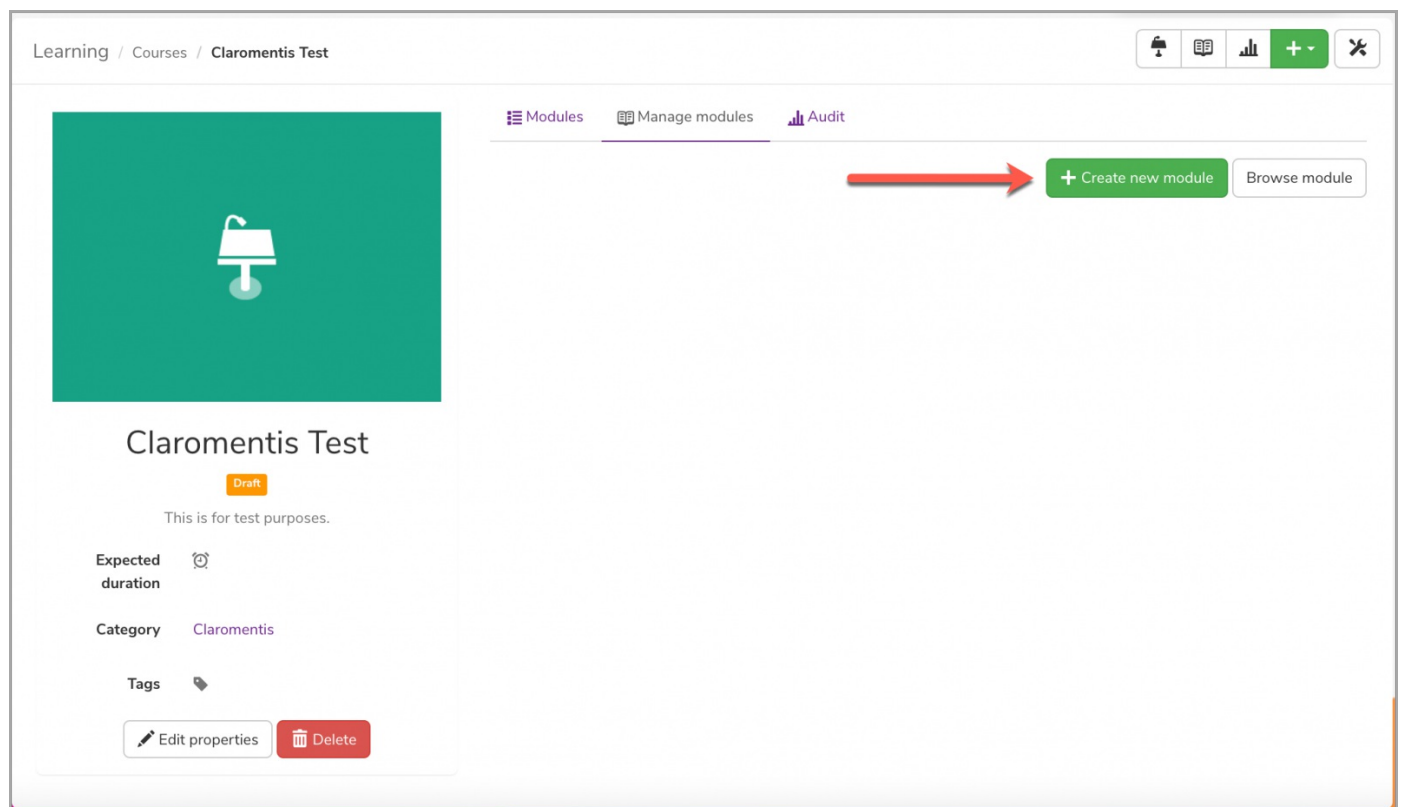 Learning / Courses / Claromentis Test
Modules
Manage modules
Audit
Create new module
Browse module
Claromentis Test
Draft
This is for test purposes.
Expected
duration
Category Claromentis
Tags
Edit properties
Delete